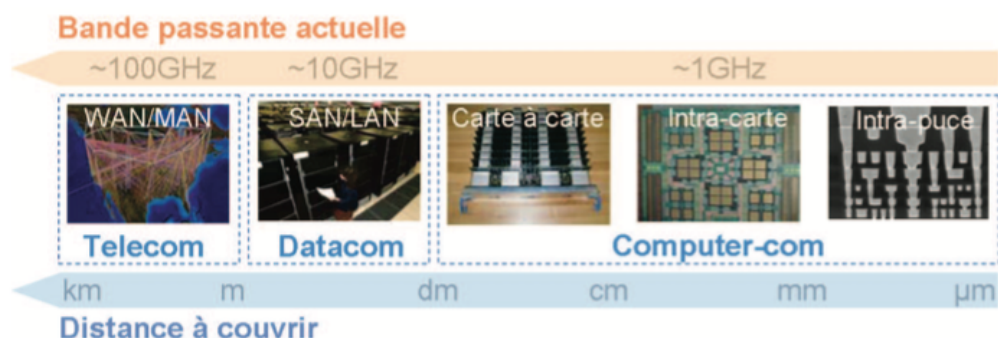 Bande passante actuelle
~100GHz ~10GHz ~1GHz
WAN/MAN SAN/LAN Carte à carte Intra-carte Intra-puce
Telecom Datacom Computer-com
km m dm cm mm µm
Distance à couvrir